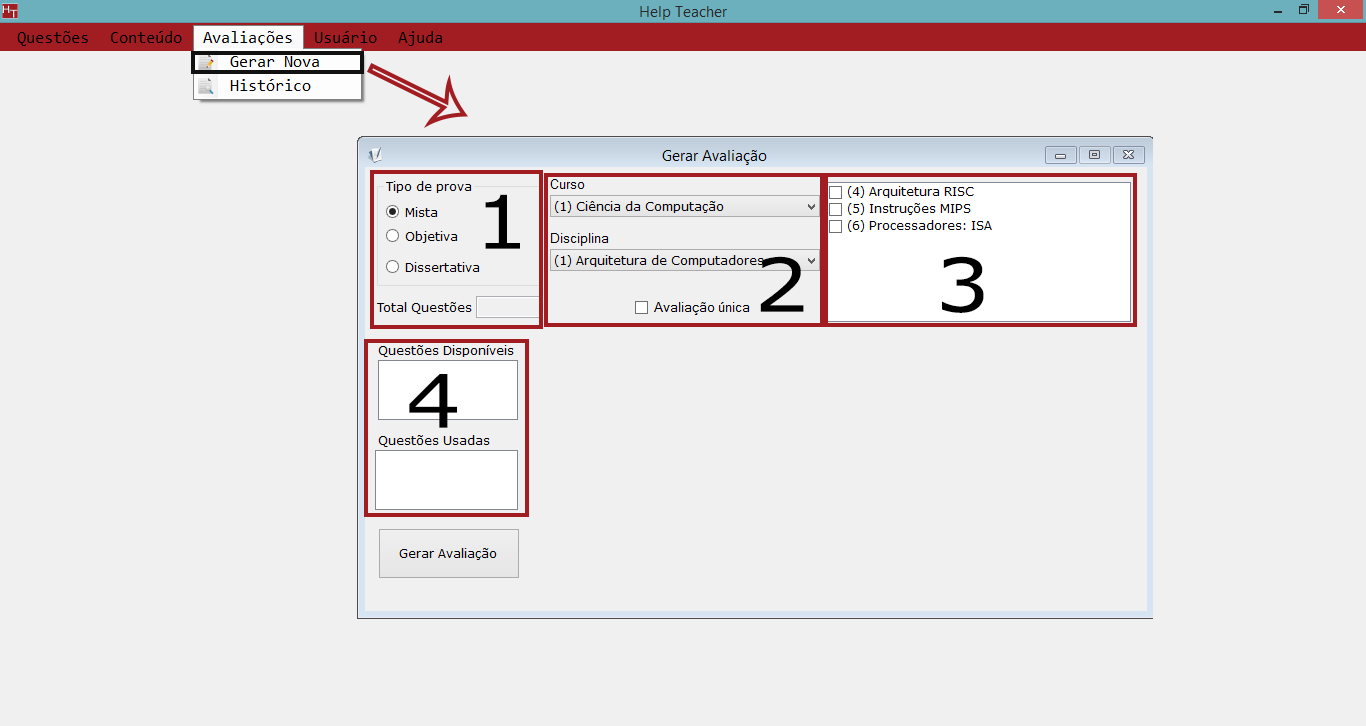 HT
Help Teacher
Questões Conteúdo Avaliações Usuário Ajuda
Gerar Nova
Histórico
Gerar Avaliação
Tipo de prova
Mista
Objetiva
Dissertativa
Total Questões
1
Curso
(1) Ciência da Computação
Disciplina
(1) Arquitetura de Computadores
Avaliação única
2
(4) Arquitetura RISC
(5) Instruções MIPS
(6) Processadores: ISA
3
Questões Disponíveis
4
Questões Usadas
Gerar Avaliação